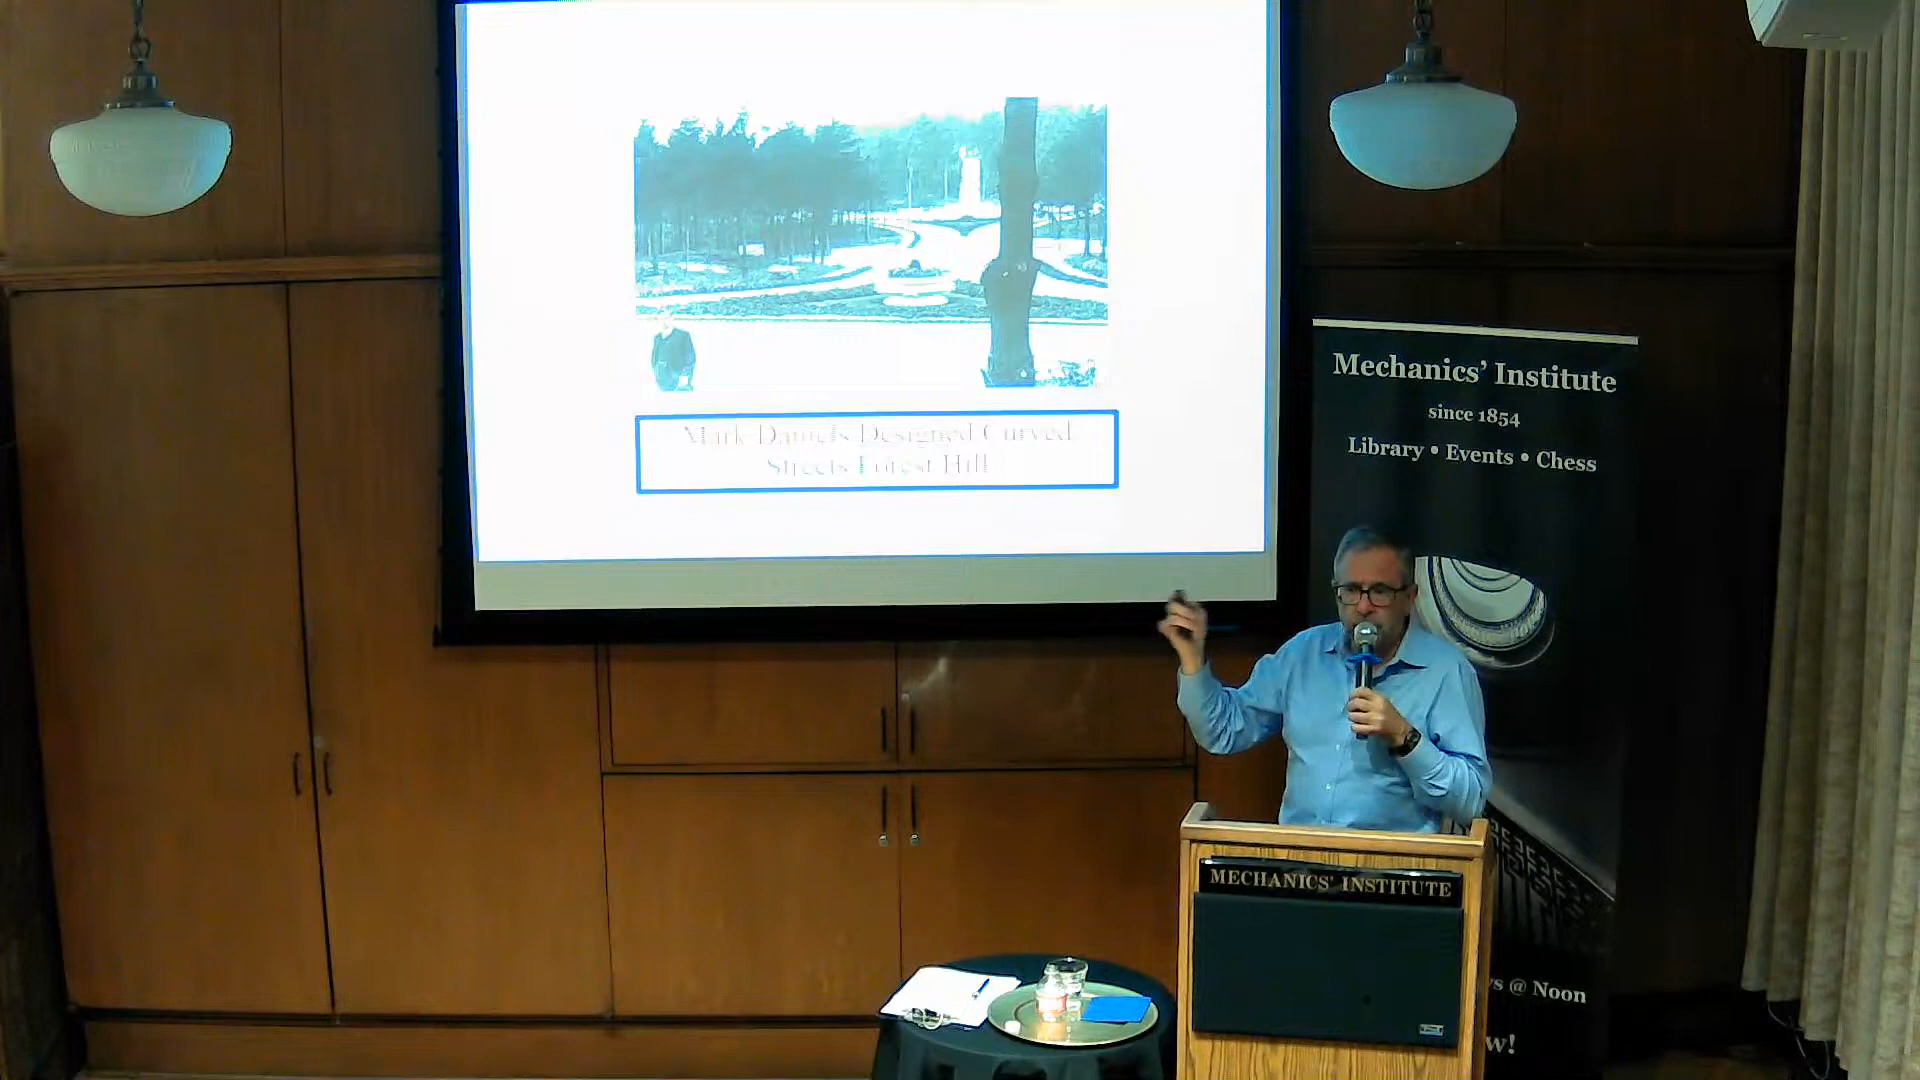 Mark Daniels Designed Curved
Streets Forest Hill
Mechanics' Institute
since 1854
Library • Events • Chess
MECHANICS' INSTITUTE
@ Noon